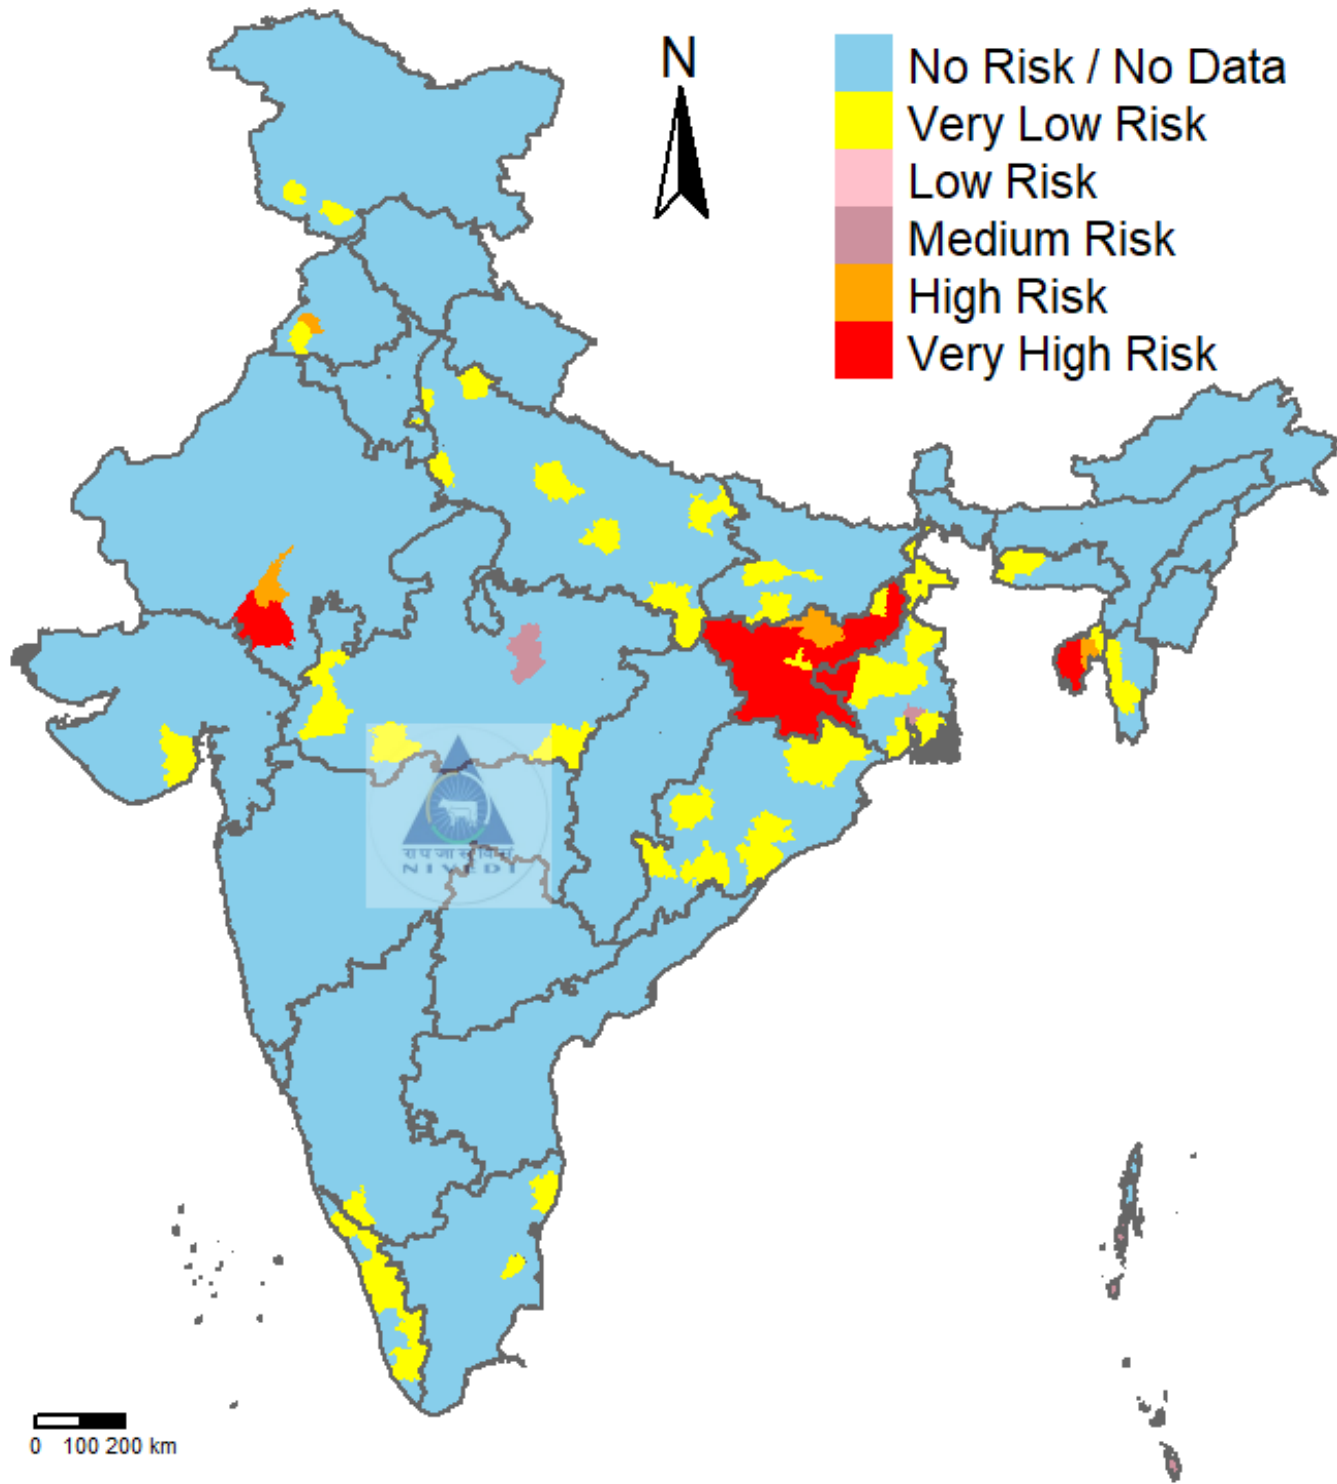 N
No Risk / No Data
Very Low Risk
Low Risk
Medium Risk
High Risk
Very High Risk
NIVEDI
0 100 200 km